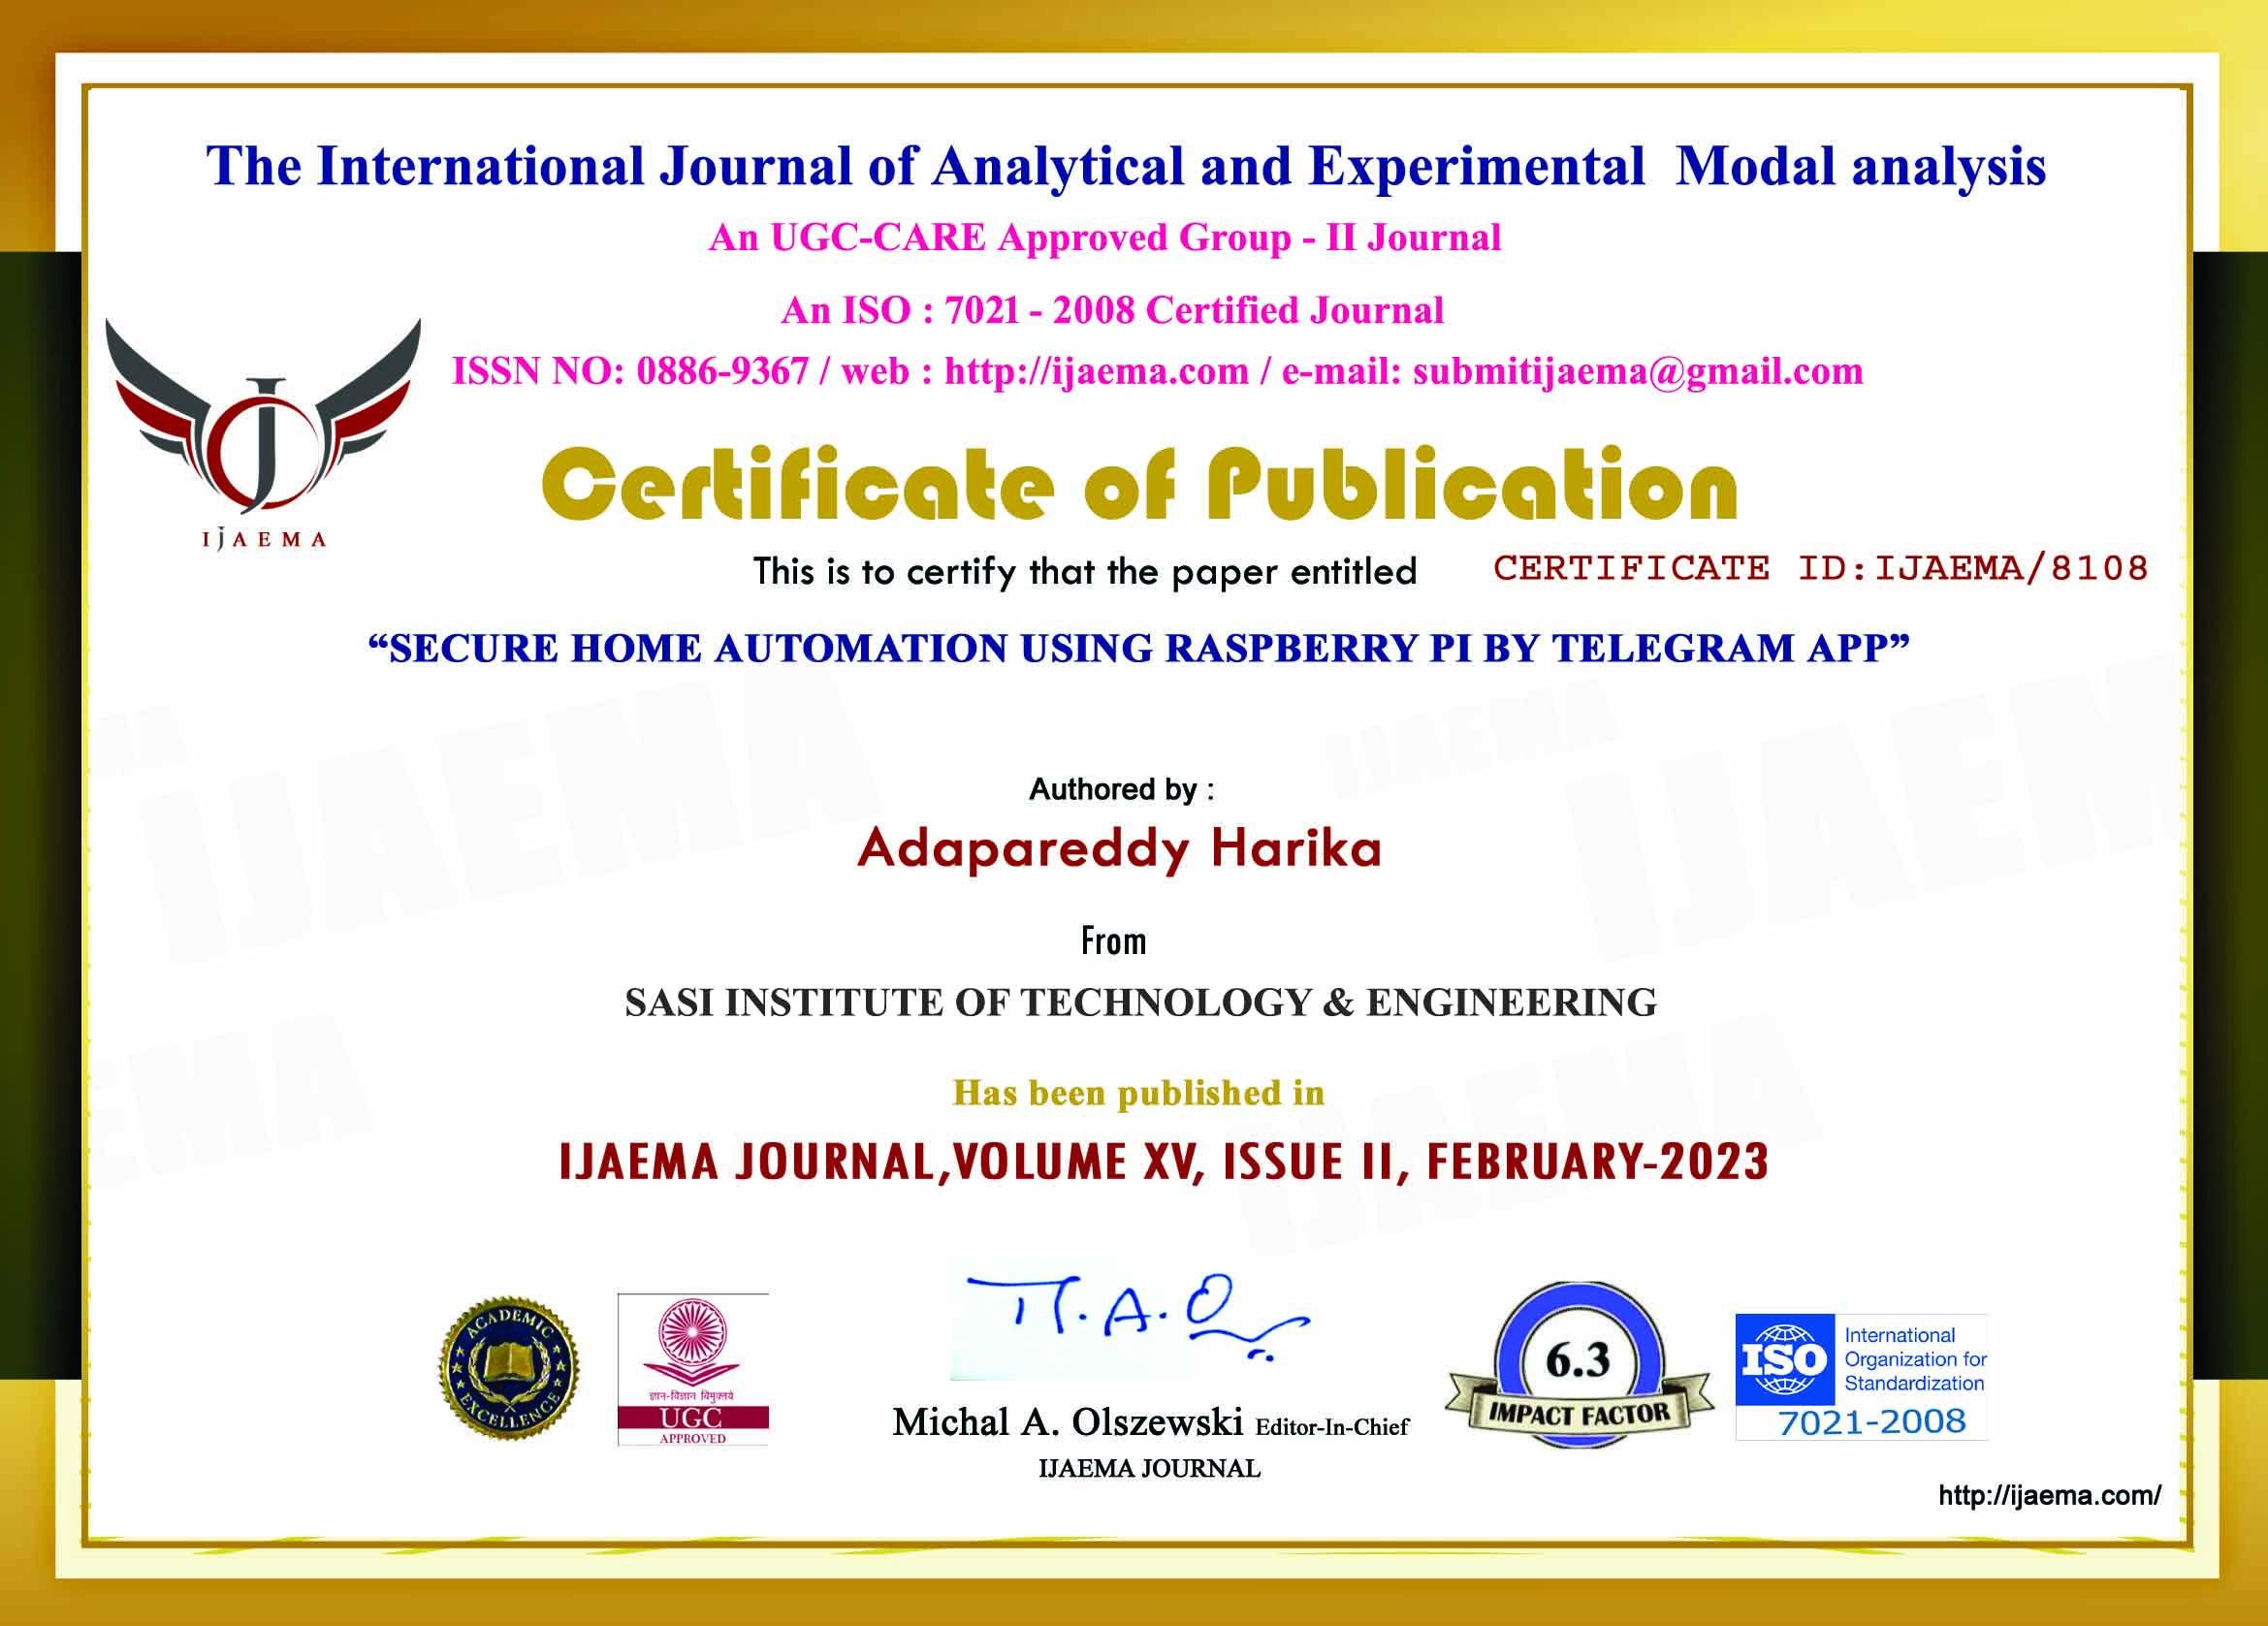 The International Journal of Analytical and Experimental Modal analysis
An UGC-CARE Approved Group - II Journal
An ISO : 7021 - 2008 Certified Journal
ISSN NO: 0886-9367 / web : http://ijaema.com / e-mail: submitijaema@gmail.com
IJAEMA
Certificate of Publication
This is to certify that the paper entitled
CERTIFICATE ID:IJAEMA/8108
“SECURE HOME AUTOMATION USING RASPBERRY PI BY TELEGRAM APP”
Authored by :
Adapareddy Harika
From
SASI INSTITUTE OF TECHNOLOGY & ENGINEERING
Has been published in
IJAEMA JOURNAL,VOLUME XV, ISSUE II, FEBRUARY-2023
ACADEMIC
EXCELLENCE
ज्ञान-विज्ञान विमुक्तये
UGC
APPROVED
M.A.O
Michal A. Olszewski Editor-In-Chief
IJAEMA JOURNAL
6.3
IMPACT FACTOR
ISO
International
Organization for
Standardization
7021-2008
http://ijaema.com/
IJAEMA
IJAEMA
IJAEMA
EMA
IJAEMA